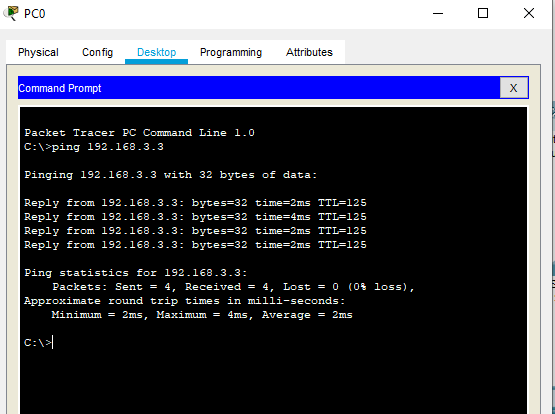 PC0
Physical Config Desktop Programming Attributes
Command Prompt
X
Packet Tracer PC Command Line 1.0
C:\>ping 192.168.3.3
Pinging 192.168.3.3 with 32 bytes of data:
Reply from 192.168.3.3: bytes=32 time=2ms TTL=125
Reply from 192.168.3.3: bytes=32 time=4ms TTL=125
Reply from 192.168.3.3: bytes=32 time=2ms TTL=125
Reply from 192.168.3.3: bytes=32 time=2ms TTL=125
Ping statistics for 192.168.3.3:
Packets: Sent = 4, Received = 4, Lost = 0 (0% loss),
Approximate round trip times in milli-seconds:
Minimum = 2ms, Maximum = 4ms, Average = 2ms
C:\>